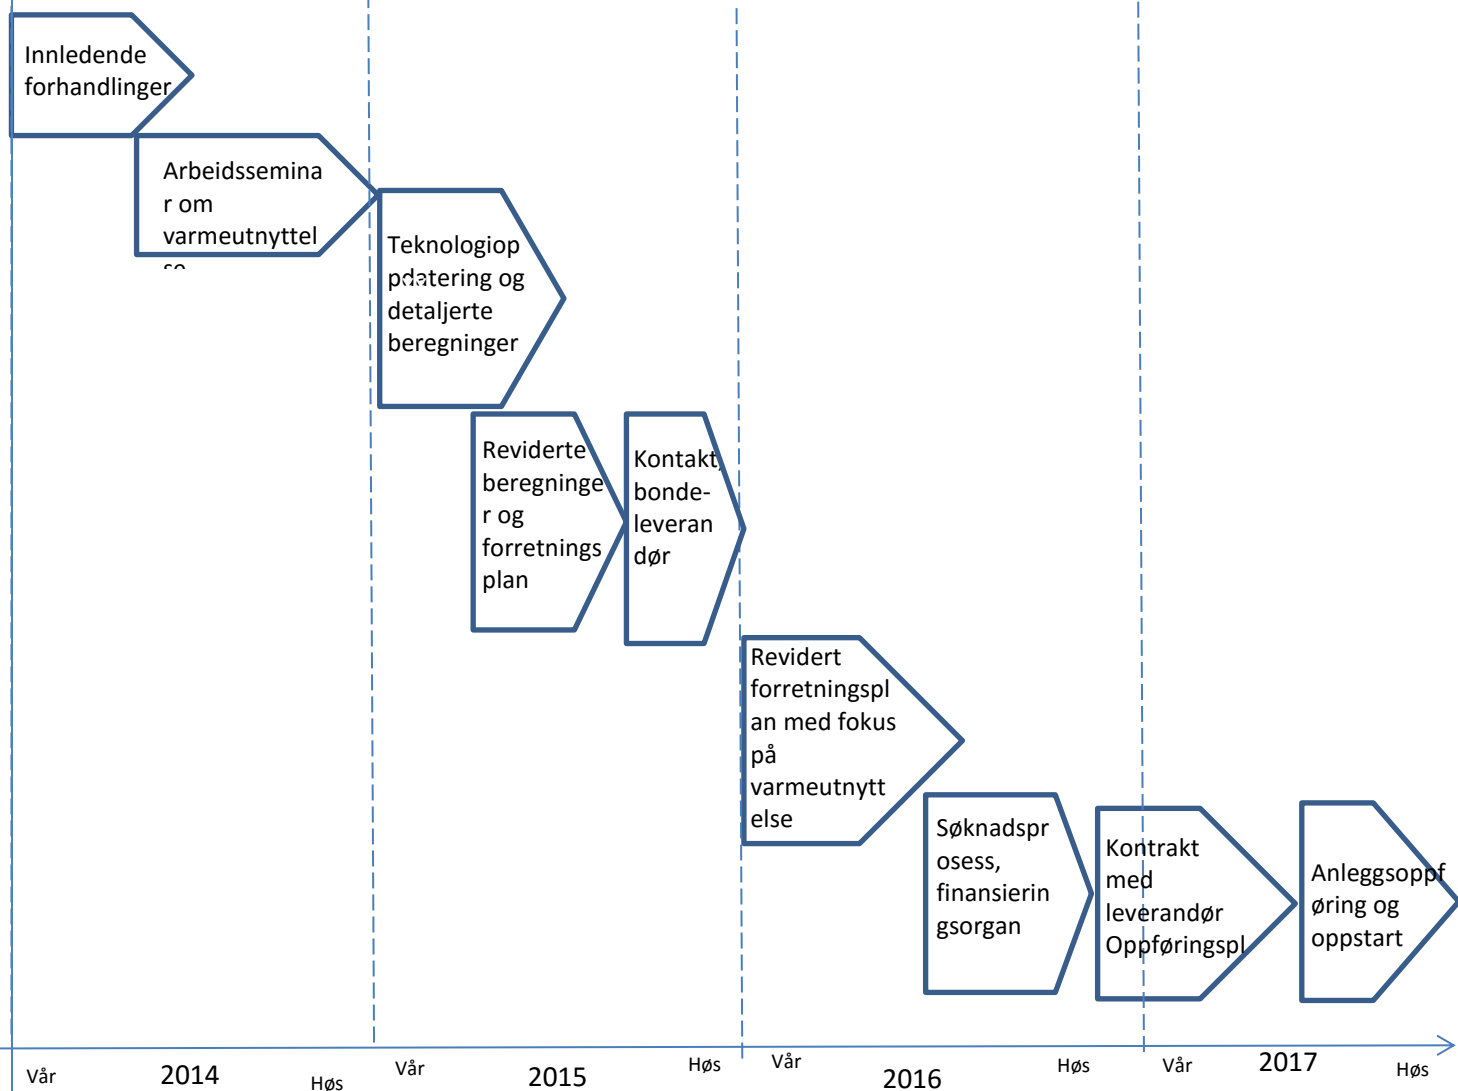 Innledende
forhandlinger
Arbeidssemina
r om
varmeutnyttel
Teknologiop
pdatering og
detaljerte
beregninger
Reviderte
beregninge
r og
forretnings
plan
Kontakt,
bonde-
leveran
dør
Revidert
forretningspl
an med fokus
på
varmeutnytt
else
Søknadspr
osess,
finansierin
gsorgan
Kontrakt
med
leverandør
Oppføringspl
Anleggsoppf
øring og
oppstart
Vår 2014 Høs Vår 2015 Høs Vår 2016 Høs Vår 2017 Høs